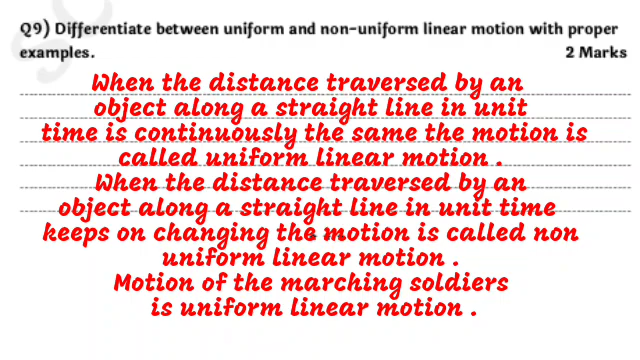 Q9) Differentiate between uniform and non-uniform linear motion with proper
examples. 2 Marks
When the distance traversed by an
object along a straight line in unit
time is continuously the same the motion is
called uniform linear motion .
When the distance traversed by an
object along a straight line in unit time
keeps on changing the motion is called non
uniform linear motion .
Motion of the marching soldiers
is uniform linear motion .